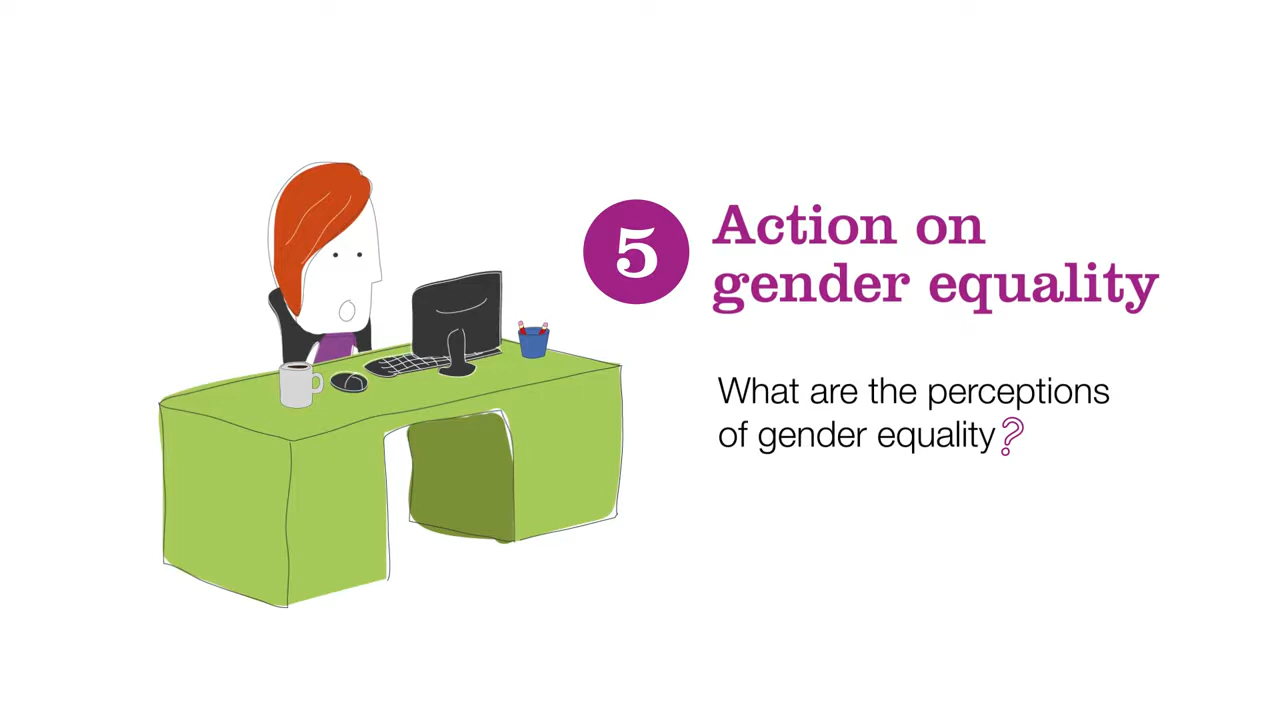 5
Action on
gender equality
What are the perceptions
of gender equality?